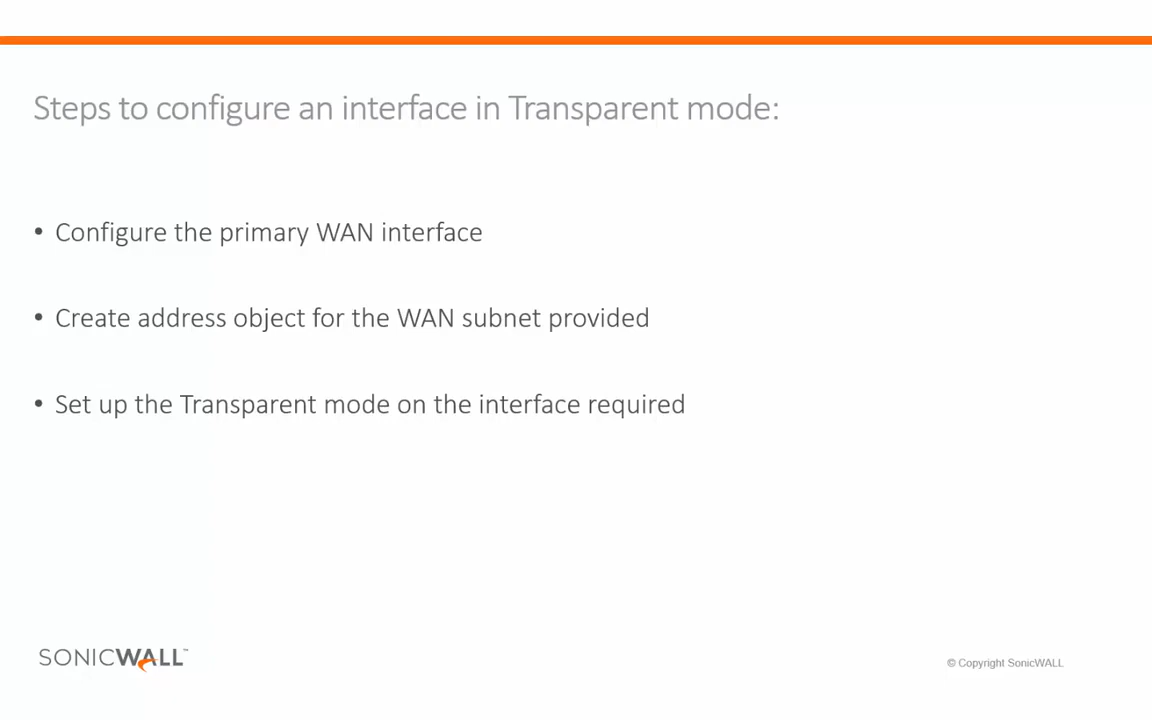 Steps to configure an interface in Transparent mode:
• Configure the primary WAN interface
• Create address object for the WAN subnet provided
• Set up the Transparent mode on the interface required
SONICWALL™
© Copyright SonicWALL